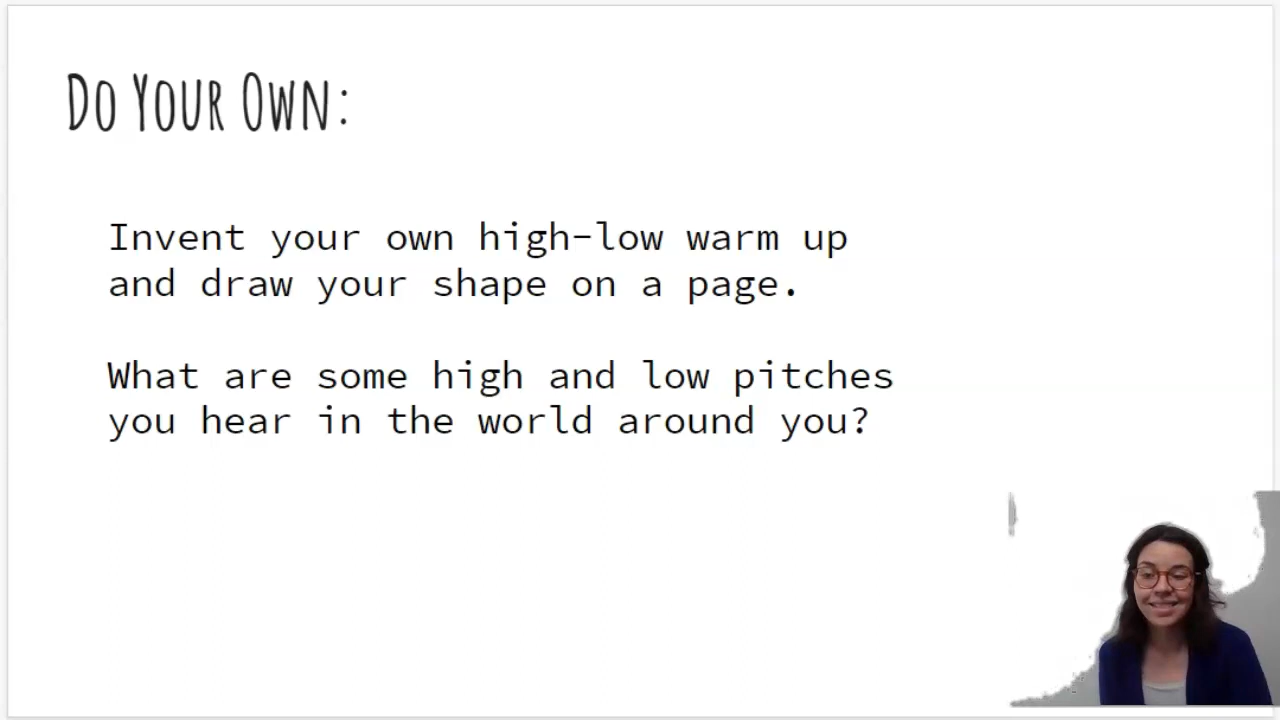 Do Your Own:
Invent your own high-low warm up
and draw your shape on a page.
What are some high and low pitches
you hear in the world around you?